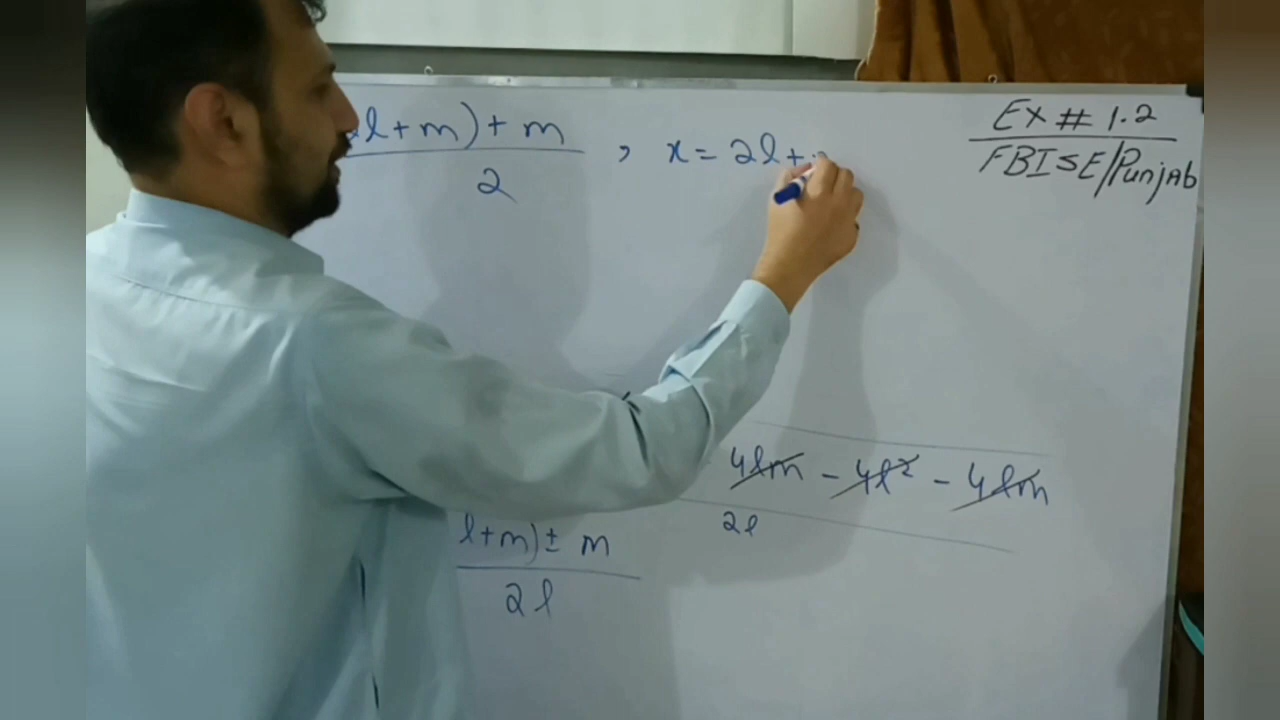 l+m)+m / 2 , x = 2l+
Ex # 1.2
FBISE/Punjab
4lm - 4l² - 4lm
2l
l+m) ± m
2l